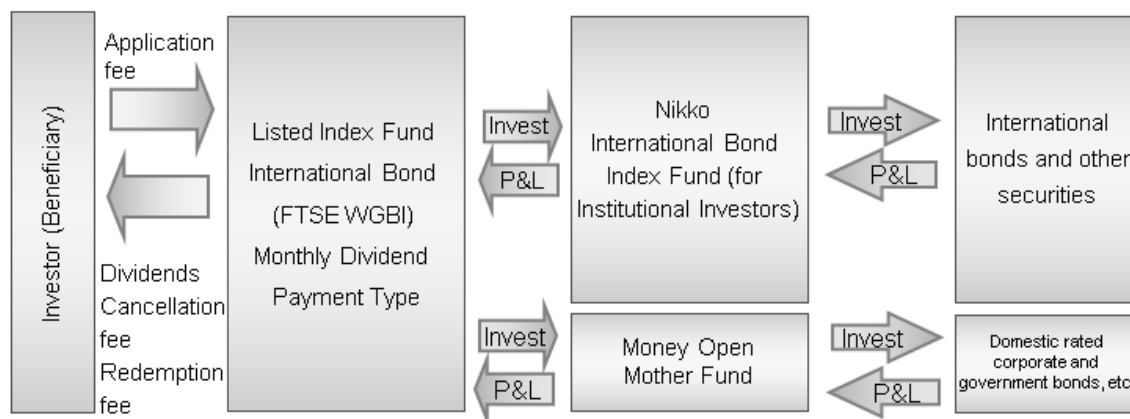 Investor (Beneficiary)
Application
fee
Dividends
Cancellation
fee
Redemption
fee
Listed Index Fund
International Bond
(FTSE WGBI)
Monthly Dividend
Payment Type
Invest
P&L
Invest
P&L
Nikko
International Bond
Index Fund (for
Institutional Investors)
Money Open
Mother Fund
Invest
P&L
Invest
P&L
International
bonds and other
securities
Domestic rated
corporate and
government bonds, etc